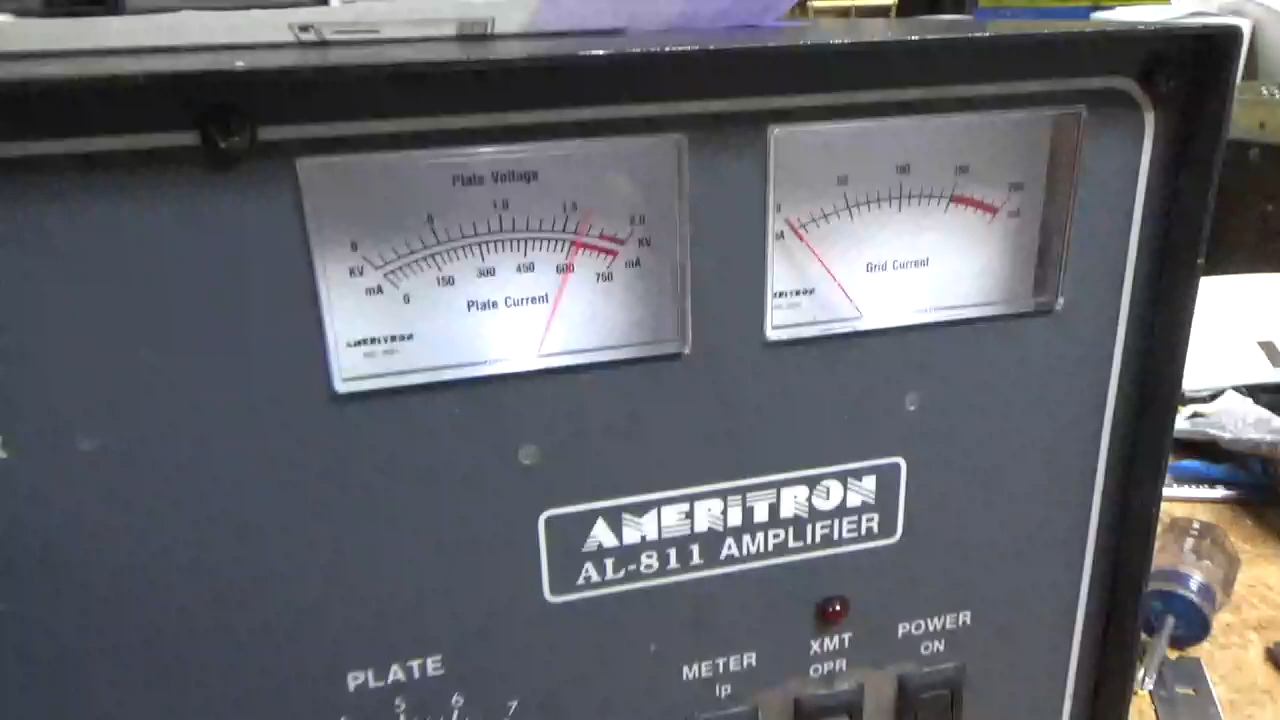 Plate Voltage
0 .5 1.0 1.5 2.0
KV KV
mA 0 150 300 450 600 750 mA
Plate Current
AMERITRON
0 50 100 150 200
mA
Grid Current
AMERITRON
AL-811 AMPLIFIER
PLATE
5 6 7
METER
Ip
XMT
OPR
POWER
ON